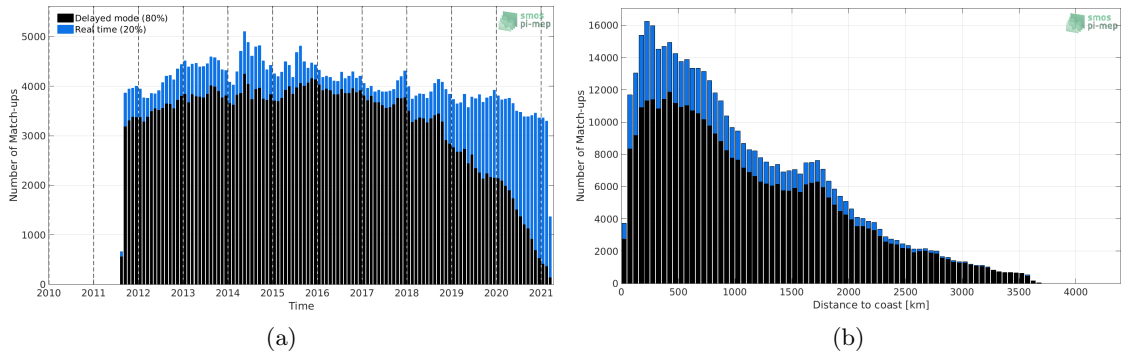 Delayed mode (80%)
Real time (20%)
smos
pi-mep
Number of Match-ups
5000
4000
3000
2000
1000
0
2010 2011 2012 2013 2014 2015 2016 2017 2018 2019 2020 2021
Time
(a)
smos
pi-mep
Number of Match-ups
16000
14000
12000
10000
8000
6000
4000
2000
0
0 500 1000 1500 2000 2500 3000 3500 4000
Distance to coast [km]
(b)